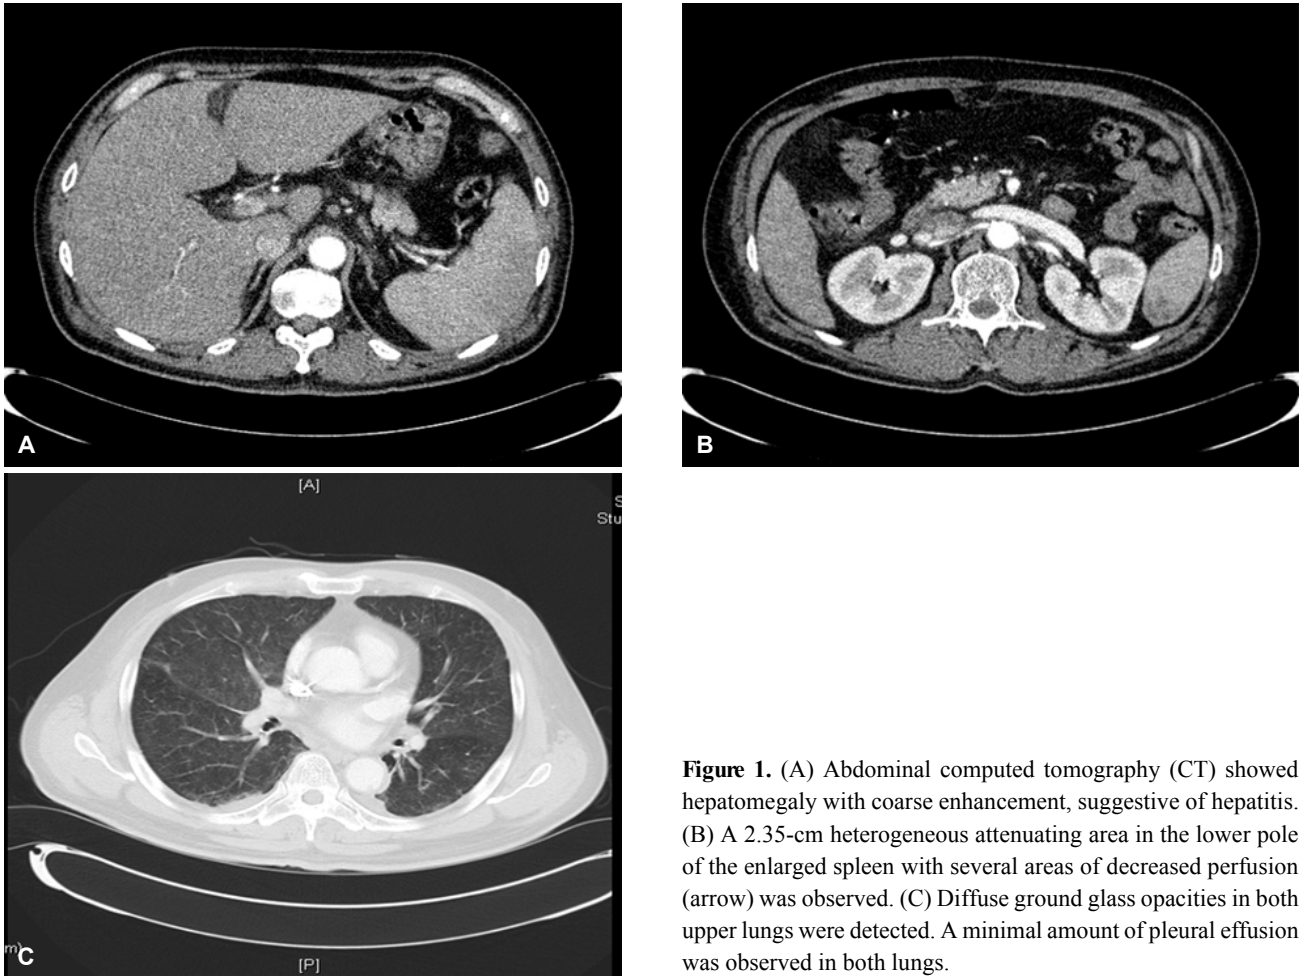 A
B
[A]
S
Stu
m)
C
[P]
Figure 1. (A) Abdominal computed tomography (CT) showed
hepatomegaly with coarse enhancement, suggestive of hepatitis.
(B) A 2.35-cm heterogeneous attenuating area in the lower pole
of the enlarged spleen with several areas of decreased perfusion
(arrow) was observed. (C) Diffuse ground glass opacities in both
upper lungs were detected. A minimal amount of pleural effusion
was observed in both lungs.